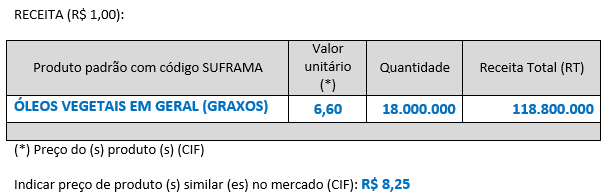 RECEITA (R$ 1,00):
Produto padrão com código SUFRAMA Valor unitário (*) Quantidade Receita Total (RT)
ÓLEOS VEGETAIS EM GERAL (GRAXOS) 6,60 18.000.000 118.800.000
(*) Preço do (s) produto (s) (CIF)
Indicar preço de produto (s) similar (es) no mercado (CIF): R$ 8,25